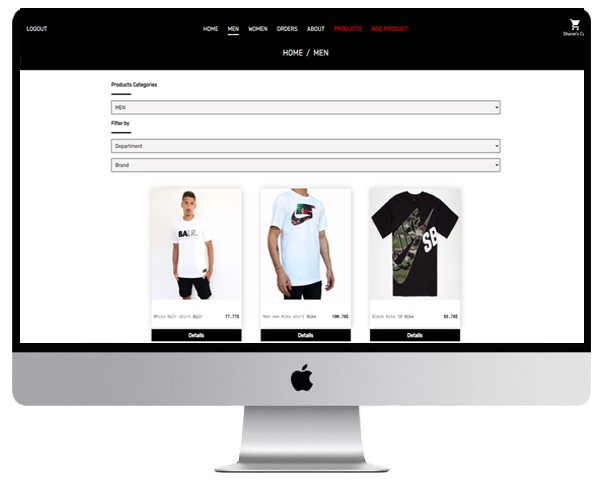 LOGOUT HOME MEN WOMEN ORDERS ABOUT PRODUCTS ADD PRODUCT
HOME / MEN
Products Categories
MEN
Filter by
Department
Brand
BALR.
SB
White Balr shirt Balr 77.77$
New new Nike shirt Nike 100.70$
Black Nike SB Nike 85.70$
Details Details Details